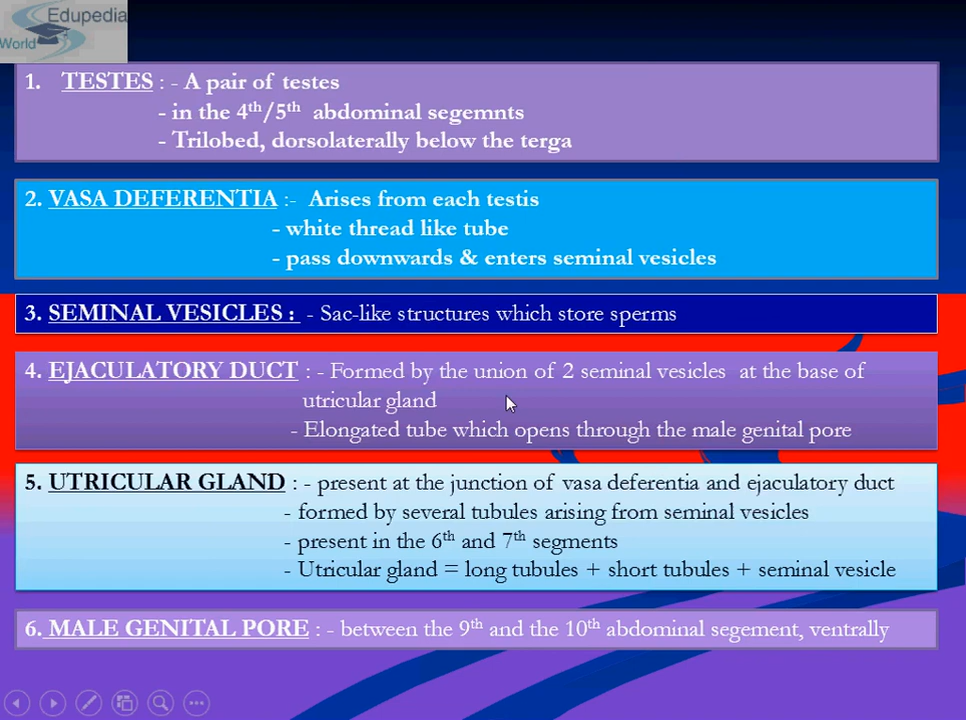 Edupedia
World
1. TESTES : - A pair of testes
- in the 4th/5th abdominal segemnts
- Trilobed, dorsolaterally below the terga
2. VASA DEFERENTIA :- Arises from each testis
- white thread like tube
- pass downwards & enters seminal vesicles
3. SEMINAL VESICLES : - Sac-like structures which store sperms
4. EJACULATORY DUCT : - Formed by the union of 2 seminal vesicles at the base of
utricular gland
- Elongated tube which opens through the male genital pore
5. UTRICULAR GLAND : - present at the junction of vasa deferentia and ejaculatory duct
- formed by several tubules arising from seminal vesicles
- present in the 6th and 7th segments
- Utricular gland = long tubules + short tubules + seminal vesicle
6. MALE GENITAL PORE : - between the 9th and the 10th abdominal segement, ventrally